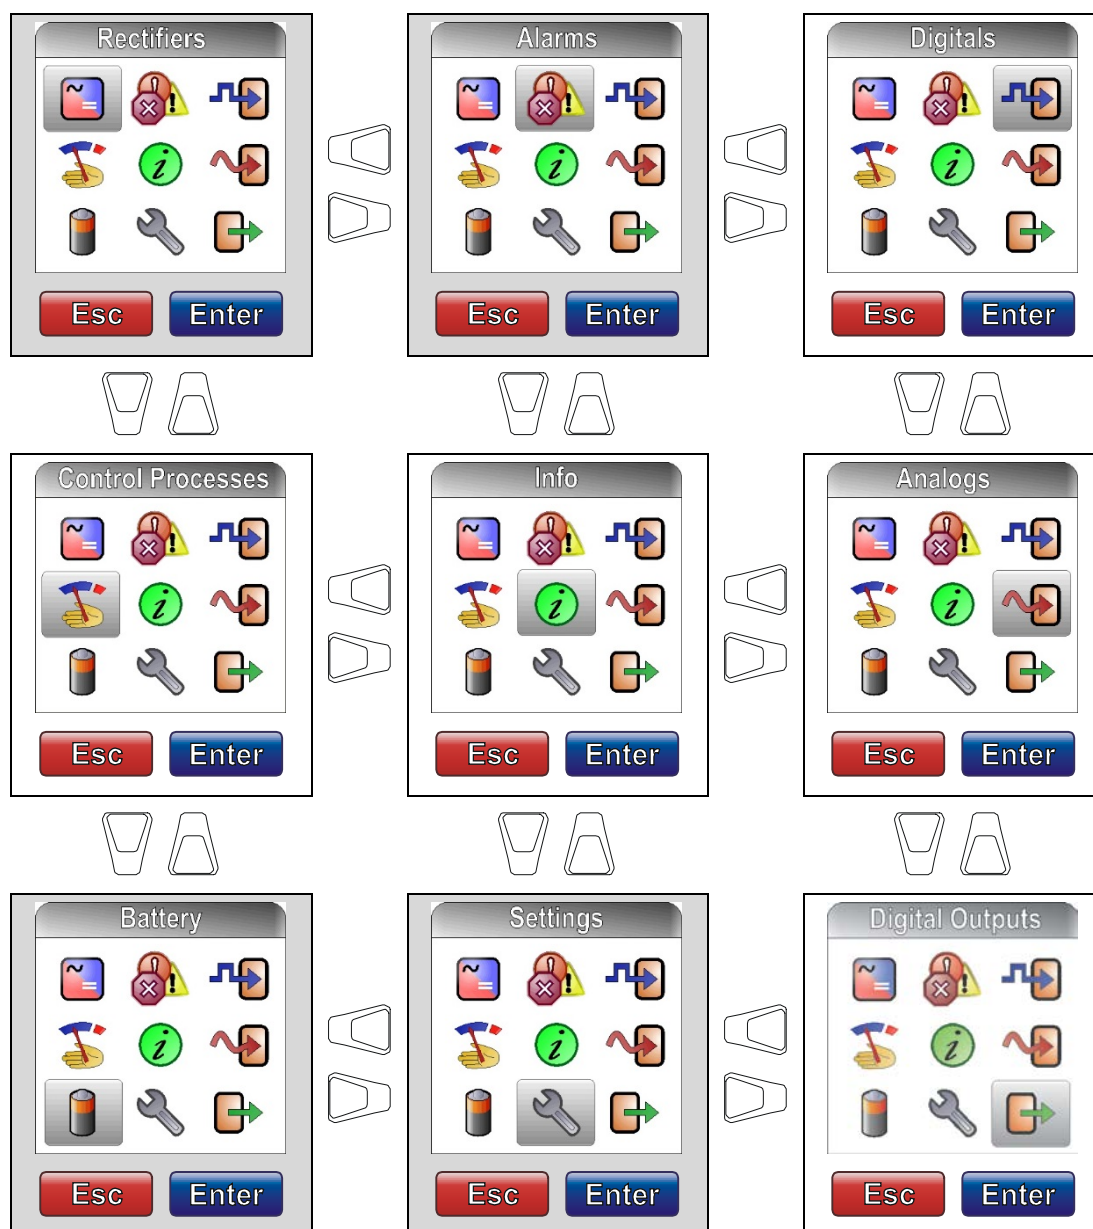 Rectifiers
Alarms
Digitals
Esc Enter
Esc Enter
Esc Enter
Control Processes
Info
Analogs
Esc Enter
Esc Enter
Esc Enter
Battery
Settings
Digital Outputs
Esc Enter
Esc Enter
Esc Enter